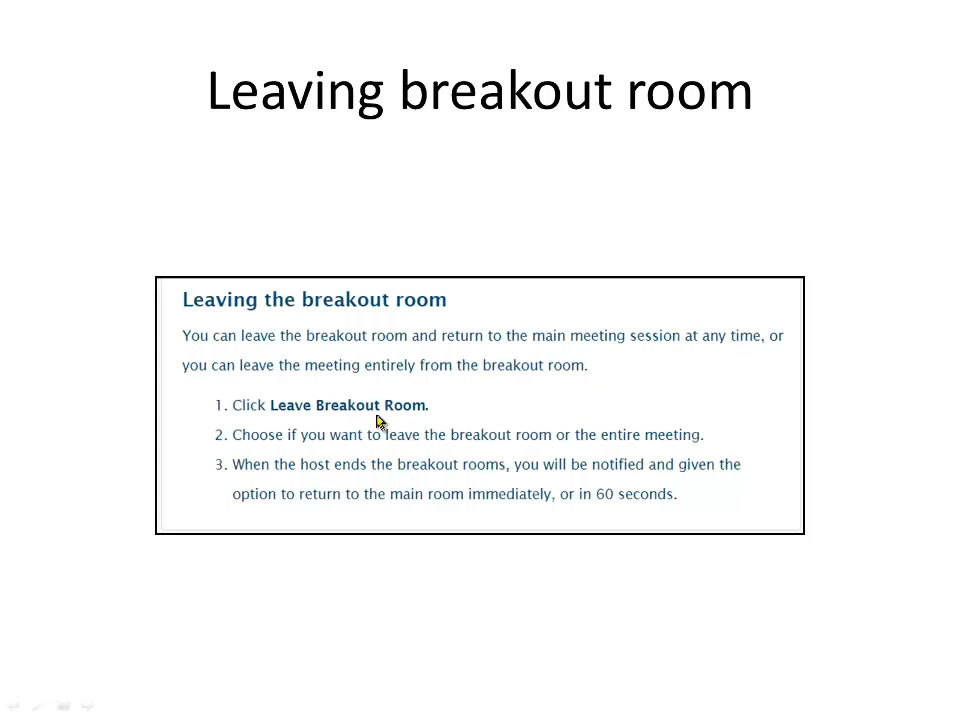 Leaving breakout room
Leaving the breakout room
You can leave the breakout room and return to the main meeting session at any time, or
you can leave the meeting entirely from the breakout room.
1. Click Leave Breakout Room.
2. Choose if you want to leave the breakout room or the entire meeting.
3. When the host ends the breakout rooms, you will be notified and given the
option to return to the main room immediately, or in 60 seconds.